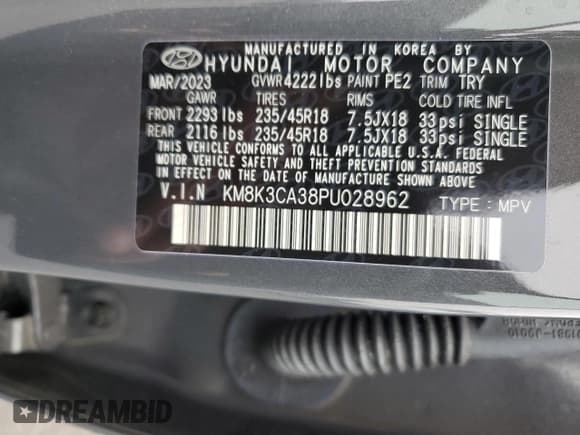 MANUFACTURED IN KOREA BY
HYUNDAI MOTOR COMPANY
MAR/2023 GVWR 4222 lbs PAINT PE2 TRIM TRY
GAWR TIRES RIMS COLD TIRE INFL
FRONT 2293 lbs 235/45R18 7.5JX18 33psi SINGLE
REAR 2116 lbs 235/45R18 7.5JX18 33psi SINGLE
THIS VEHICLE CONFORMS TO ALL APPLICABLE U.S.A. FEDERAL
MOTOR VEHICLE SAFETY, BUMPER, AND THEFT PREVENTION STANDARDS
IN EFFECT ON THE DATE OF MANUFACTURE SHOWN ABOVE
V.I.N KM8K3CA38PU028962 TYPE : MPV
DREAMBID